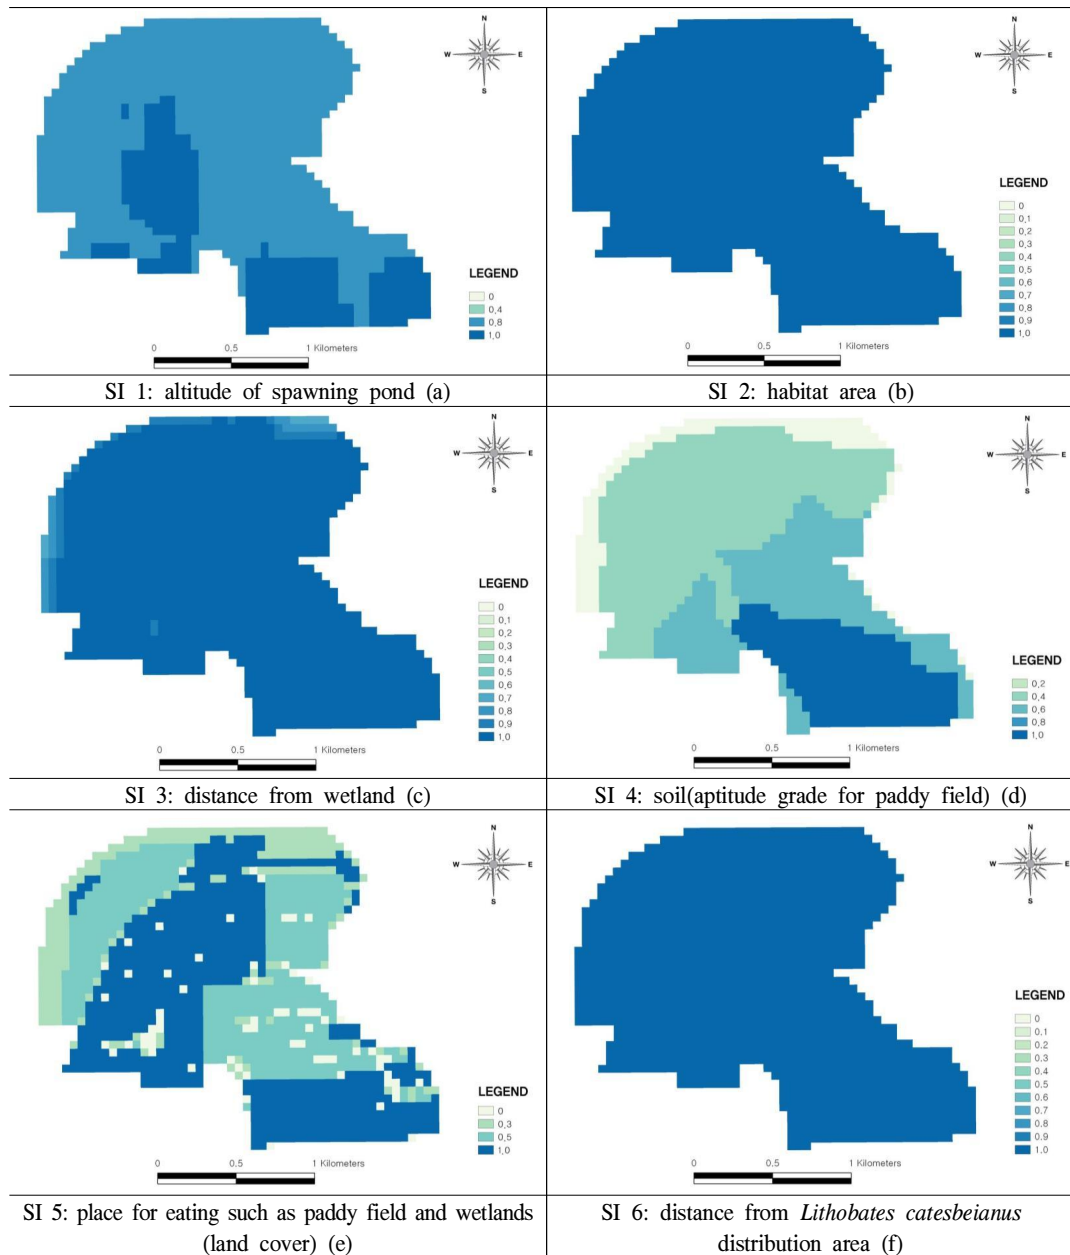 N
W E
S
LEGEND
0
0,4
0,8
1,0
0 0.5 1 Kilometers
SI 1: altitude of spawning pond (a)
N
W E
S
LEGEND
0
0,1
0,2
0,3
0,4
0,5
0,6
0,7
0,8
0,9
1,0
0 0.5 1 Kilometers
SI 2: habitat area (b)
N
W E
S
LEGEND
0
0,1
0,2
0,3
0,4
0,5
0,6
0,7
0,8
0,9
1,0
0 0.5 1 Kilometers
SI 3: distance from wetland (c)
N
W E
S
LEGEND
0,2
0,4
0,6
0,8
1,0
0 0.5 1 Kilometers
SI 4: soil(aptitude grade for paddy field) (d)
N
W E
S
LEGEND
0
0,3
0,5
1,0
0 0.5 1 Kilometers
SI 5: place for eating such as paddy field and wetlands
(land cover) (e)
N
W E
S
LEGEND
0
0.1
0.2
0.3
0.4
0.5
0.6
0.7
0.8
0.9
1.0
0 0.5 1 Kilometers
SI 6: distance from Lithobates catesbeianus
distribution area (f)